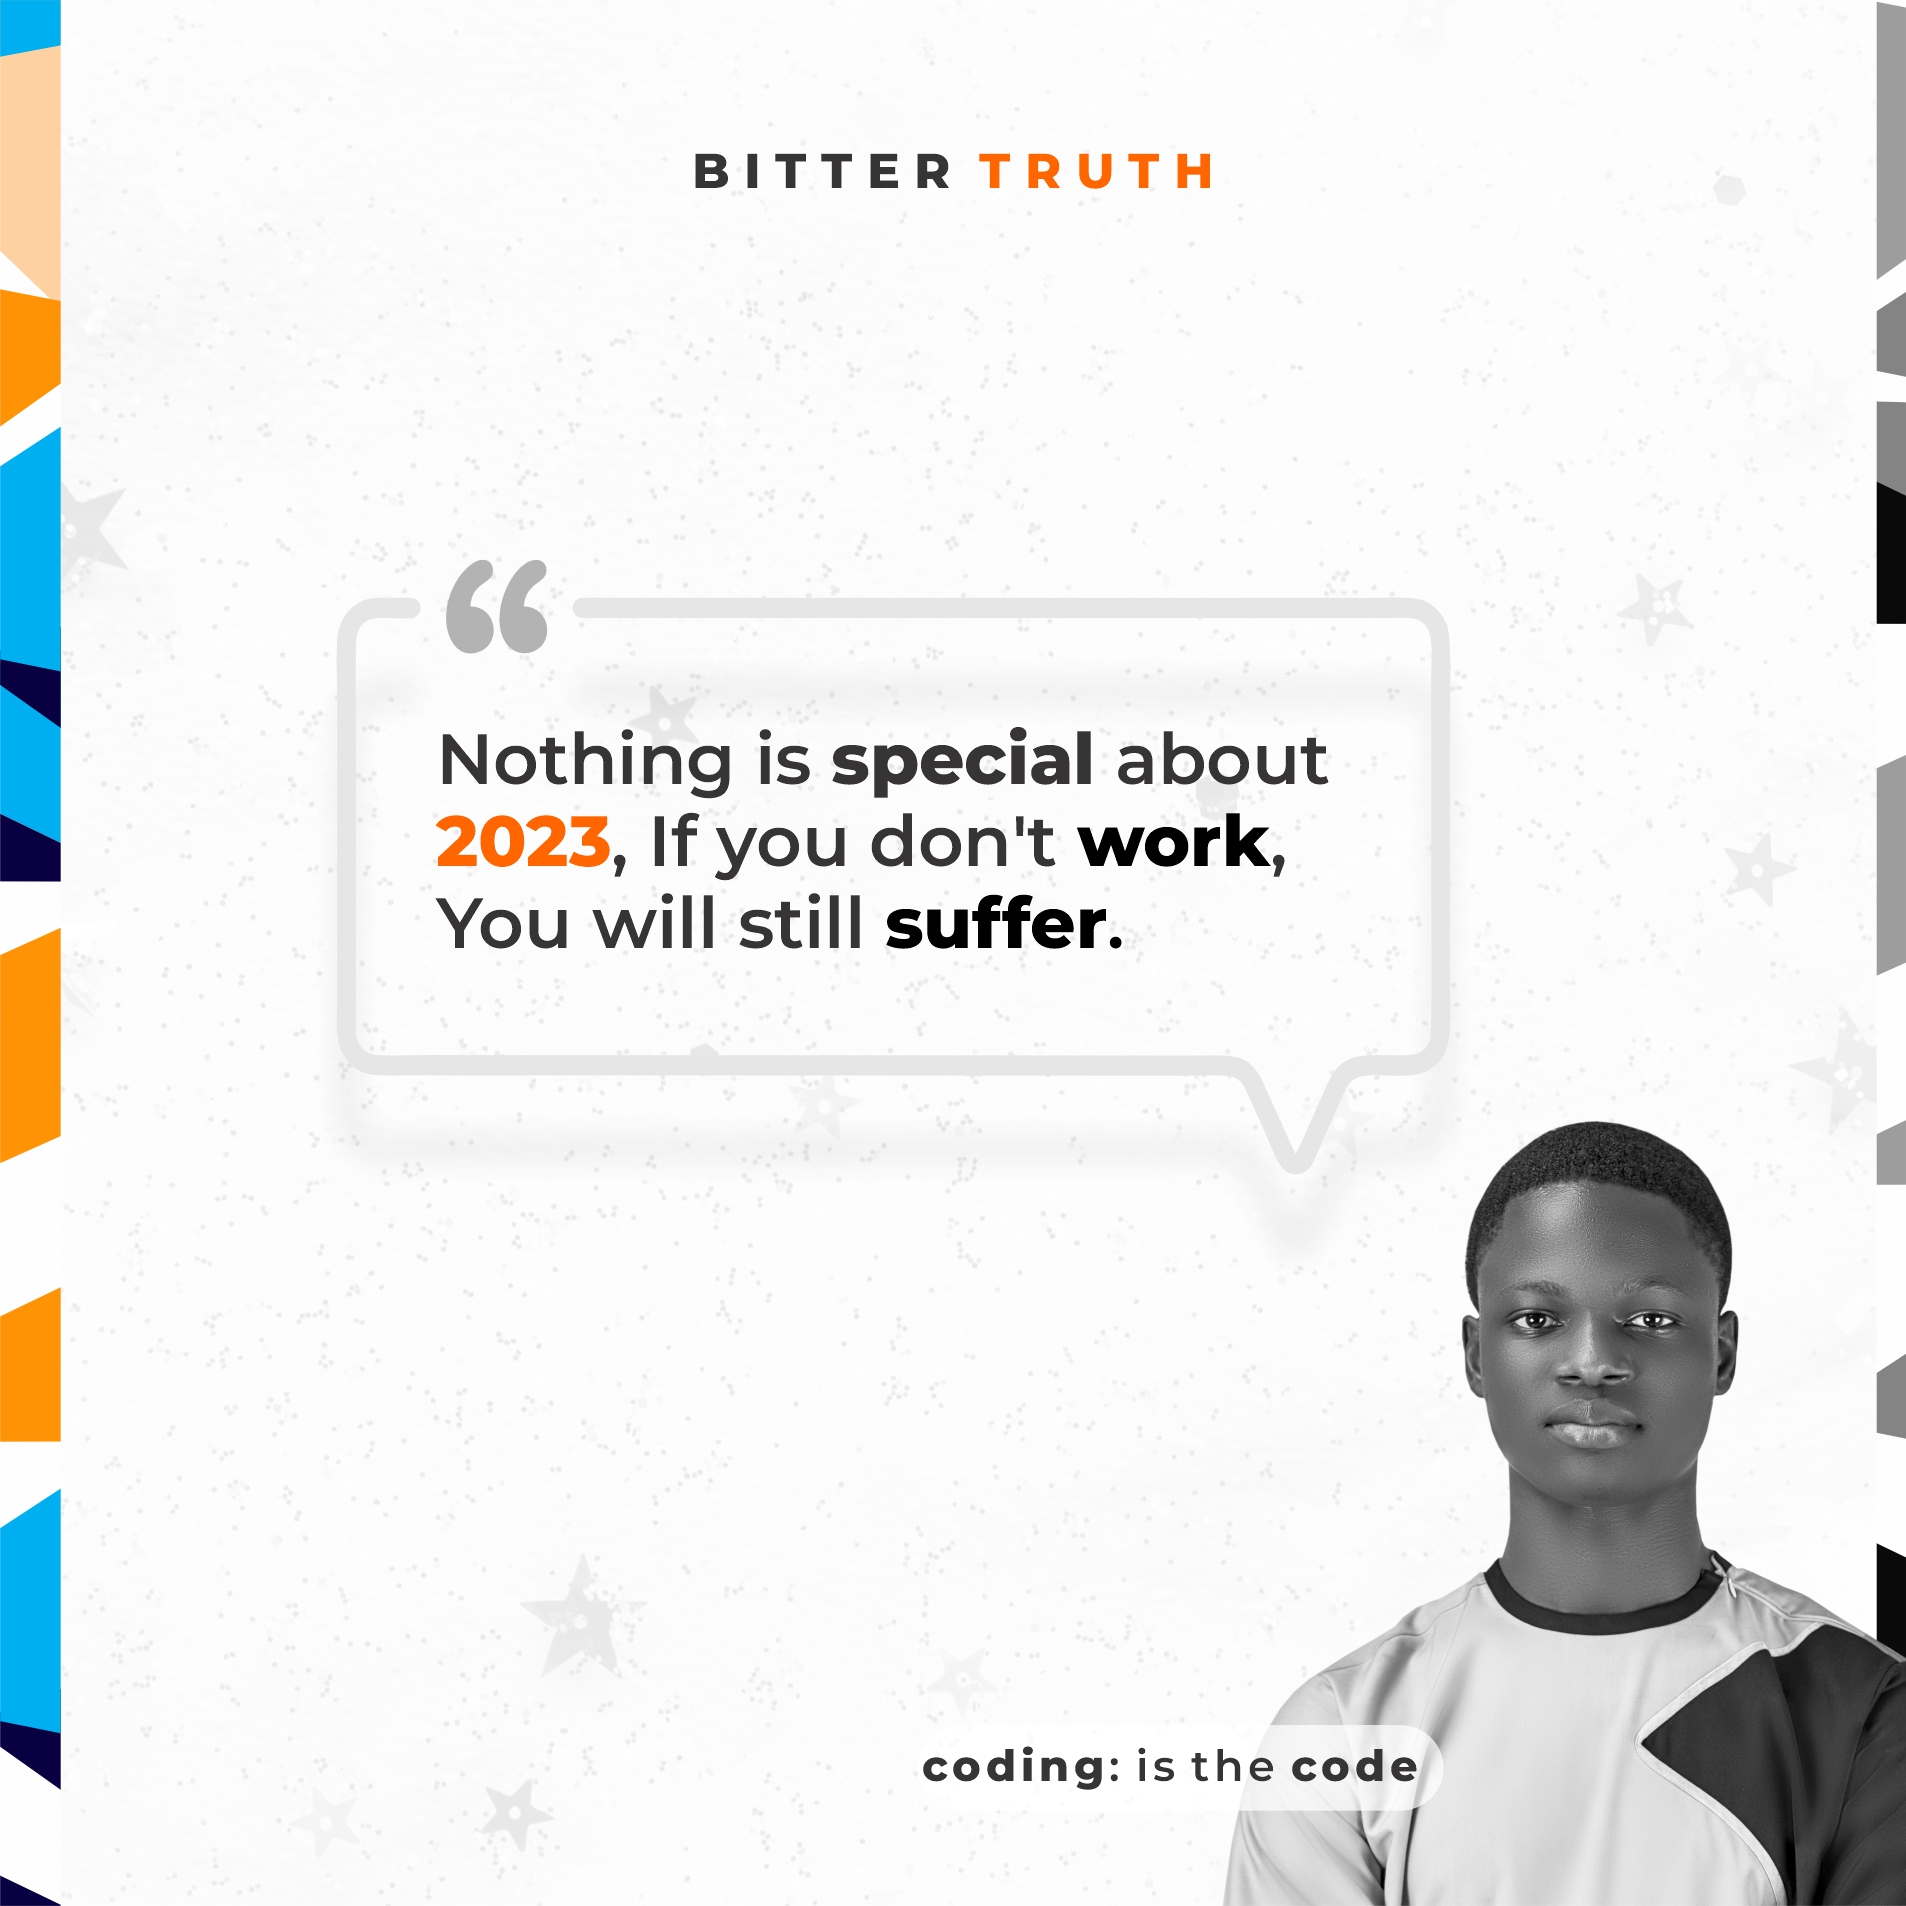 BITTER TRUTH
“
Nothing is special about
2023, If you don't work,
You will still suffer.
coding: is the code